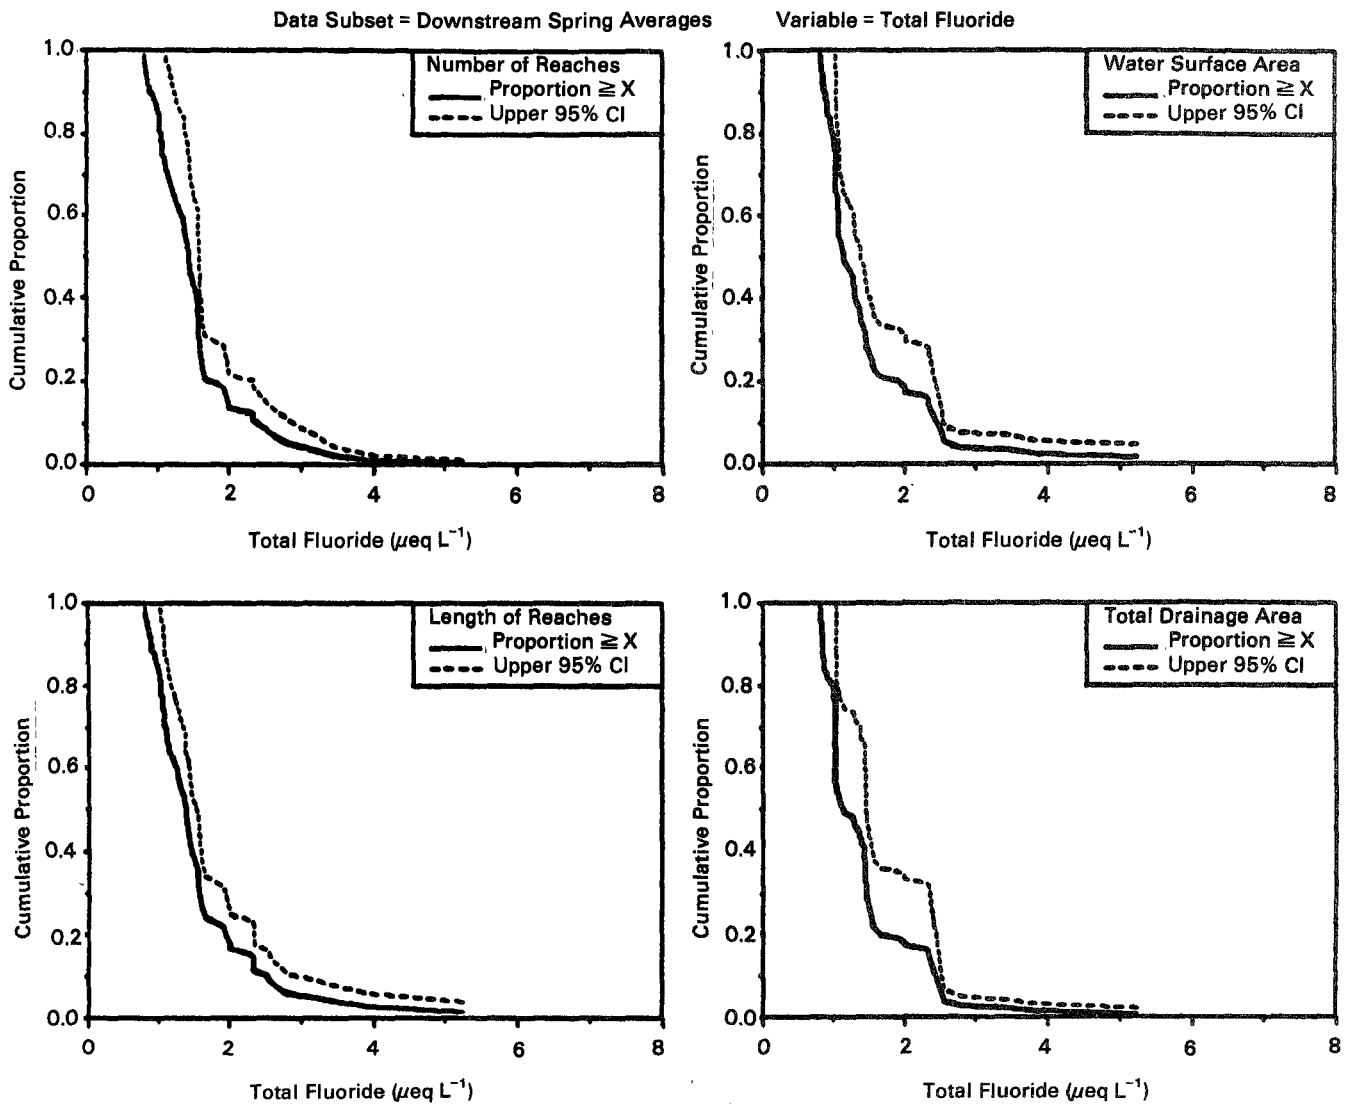 Data Subset = Downstream Spring Averages Variable = Total Fluoride
Number of Reaches
Proportion ≧ X
Upper 95% CI
1.0
0.8
0.6
0.4
0.2
0.0
Cumulative Proportion
0 2 4 6 8
Total Fluoride (μeq L⁻¹)
Water Surface Area
Proportion ≧ X
Upper 95% CI
1.0
0.8
0.6
0.4
0.2
0.0
Cumulative Proportion
0 2 4 6 8
Total Fluoride (μeq L⁻¹)
Length of Reaches
Proportion ≧ X
Upper 95% CI
1.0
0.8
0.6
0.4
0.2
0.0
Cumulative Proportion
0 2 4 6 8
Total Fluoride (μeq L⁻¹)
Total Drainage Area
Proportion ≧ X
Upper 95% CI
1.0
0.8
0.6
0.4
0.2
0.0
Cumulative Proportion
0 2 4 6 8
Total Fluoride (μeq L⁻¹)